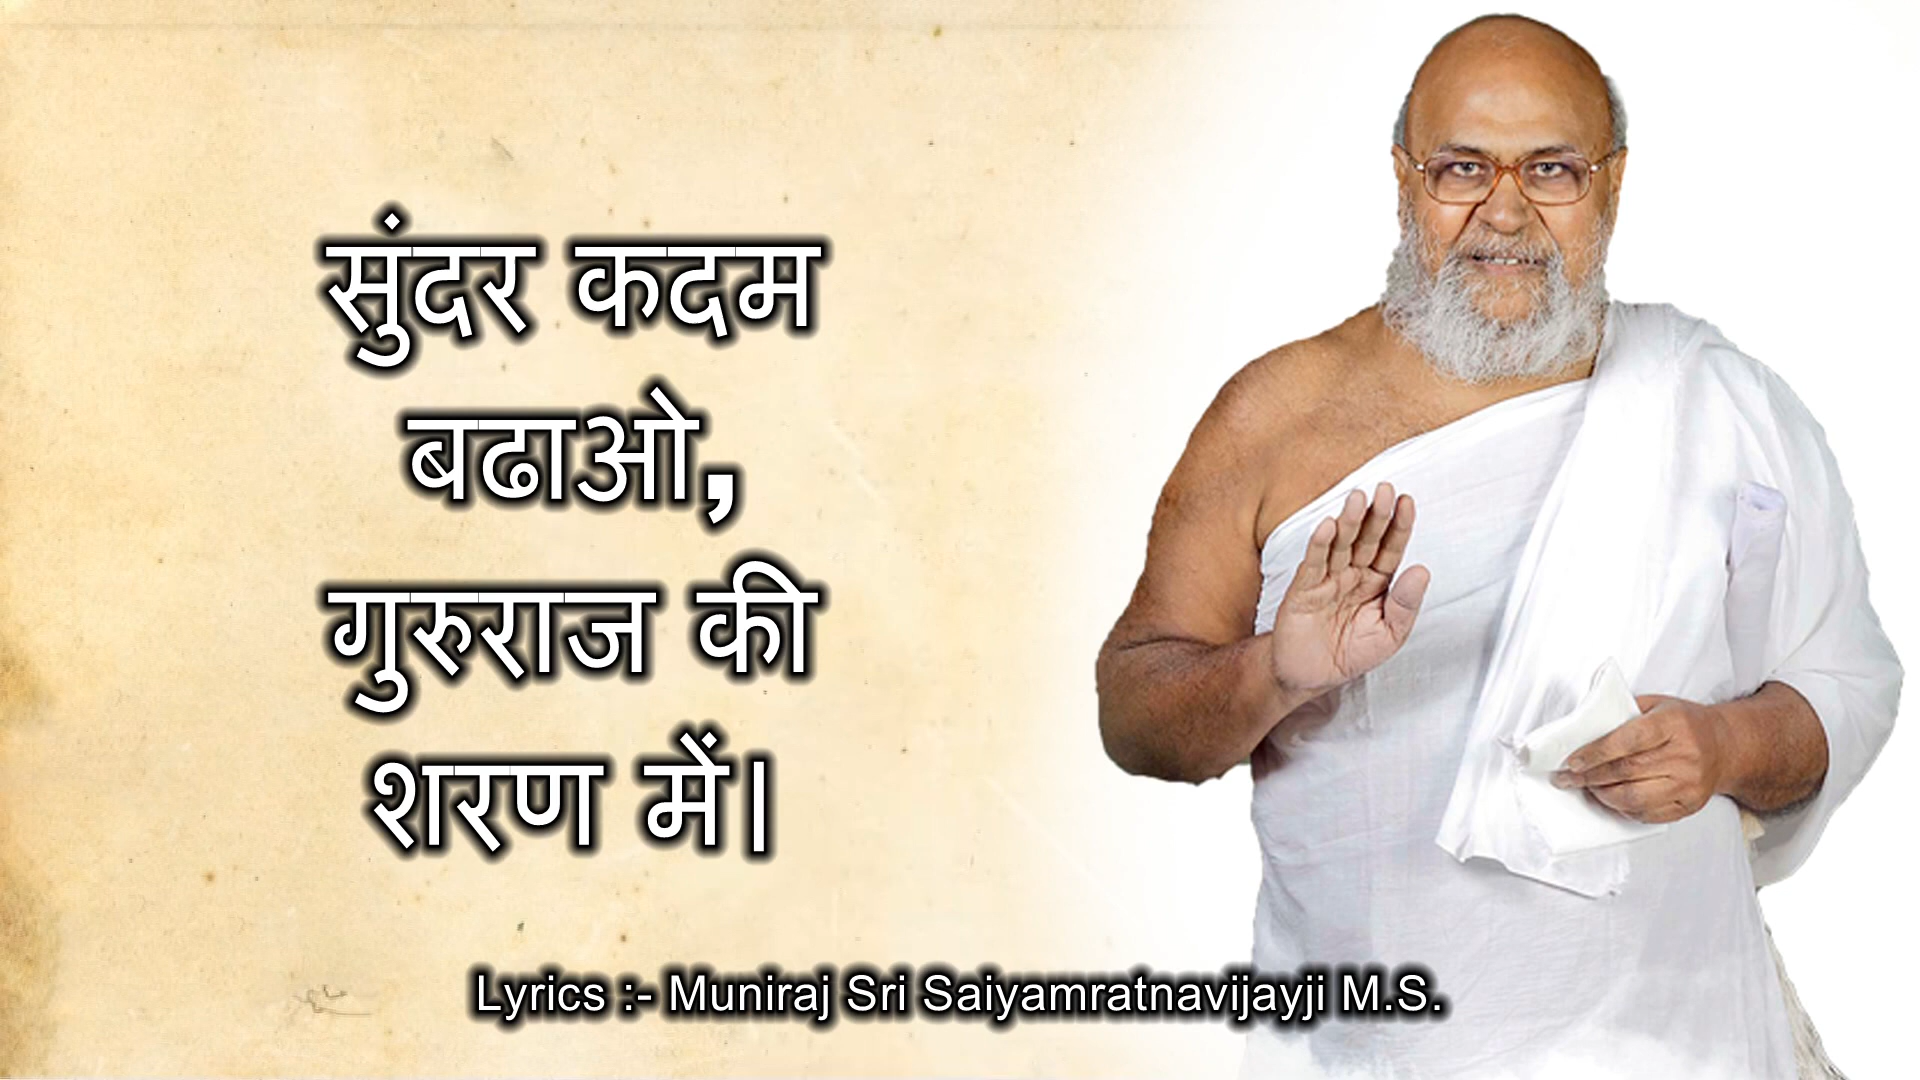 सुंदर कदम
बढाओ,
गुरुराज की
शरण में।
Lyrics :- Muniraj Sri Saiyamratnavijayji M.S.